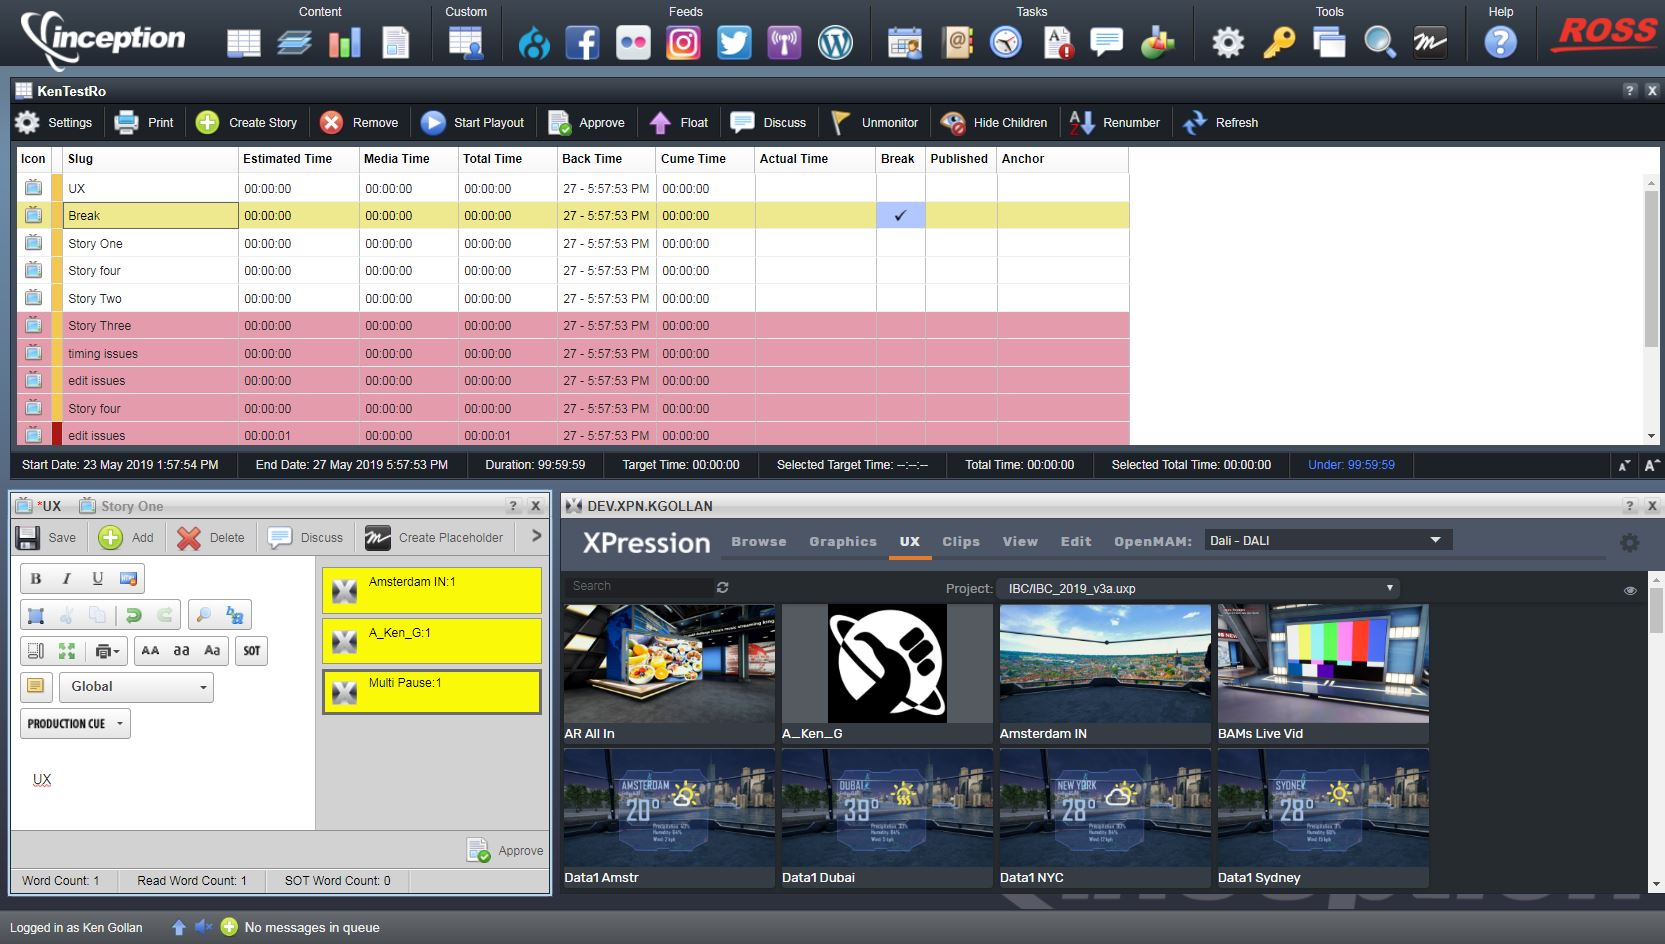 inception
Content
Custom
Feeds
Tasks
Tools
Help
ROSS
KenTestRo
? X
Settings Print Create Story Remove Start Playout Approve Float Discuss Unmonitor Hide Children Renumber Refresh
Icon Slug Estimated Time Media Time Total Time Back Time Cume Time Actual Time Break Published Anchor
UX 00:00:00 00:00:00 00:00:00 27 - 5:57:53 PM 00:00:00
Break 00:00:00 00:00:00 00:00:00 27 - 5:57:53 PM 00:00:00 ✓
Story One 00:00:00 00:00:00 00:00:00 27 - 5:57:53 PM 00:00:00
Story four 00:00:00 00:00:00 00:00:00 27 - 5:57:53 PM 00:00:00
Story Two 00:00:00 00:00:00 00:00:00 27 - 5:57:53 PM 00:00:00
Story Three 00:00:00 00:00:00 00:00:00 27 - 5:57:53 PM 00:00:00
timing issues 00:00:00 00:00:00 00:00:00 27 - 5:57:53 PM 00:00:00
edit issues 00:00:00 00:00:00 00:00:00 27 - 5:57:53 PM 00:00:00
Story four 00:00:00 00:00:00 00:00:00 27 - 5:57:53 PM 00:00:00
edit issues 00:00:01 00:00:00 00:00:01 27 - 5:57:53 PM 00:00:00
Start Date: 23 May 2019 1:57:54 PM End Date: 27 May 2019 5:57:53 PM Duration: 99:59:59 Target Time: 00:00:00 Selected Target Time: --:--:-- Total Time: 00:00:00 Selected Total Time: 00:00:00 Under: 99:59:59 A A
*UX Story One ? X
Save Add Delete Discuss Create Placeholder >
B I U
AA aa Aa SOT
Global
PRODUCTION CUE
UX
Amsterdam IN:1
A_Ken_G:1
Multi Pause:1
Approve
Word Count: 1 Read Word Count: 1 SOT Word Count: 0
DEV.XPN.KGOLLAN ? X
XPression Browse Graphics UX Clips View Edit OpenMAM: Dali - DALI
Search Project: IBC/IBC_2019_v3a.uxp
AR All In A_Ken_G Amsterdam IN BAMs Live Vid
AMSTERDAM
20°
DUBAI
39°
NEW YORK
28°
SYDNEY
28°
Data1 Amstr Data1 Dubai Data1 NYC Data1 Sydney
Logged in as Ken Gollan No messages in queue